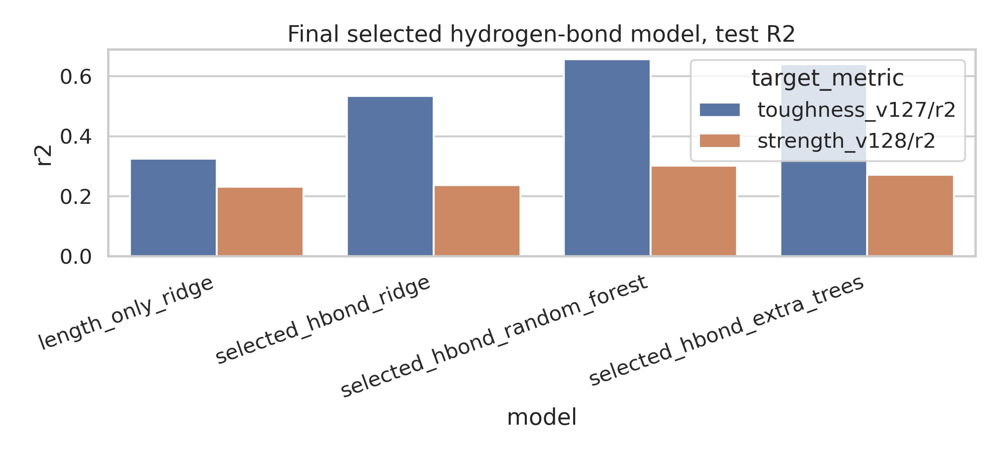 Final selected hydrogen-bond model, test R2
target_metric
toughness_v127/r2
strength_v128/r2
r2
0.6
0.4
0.2
0.0
length_only_ridge
selected_hbond_ridge
selected_hbond_random_forest
selected_hbond_extra_trees
model